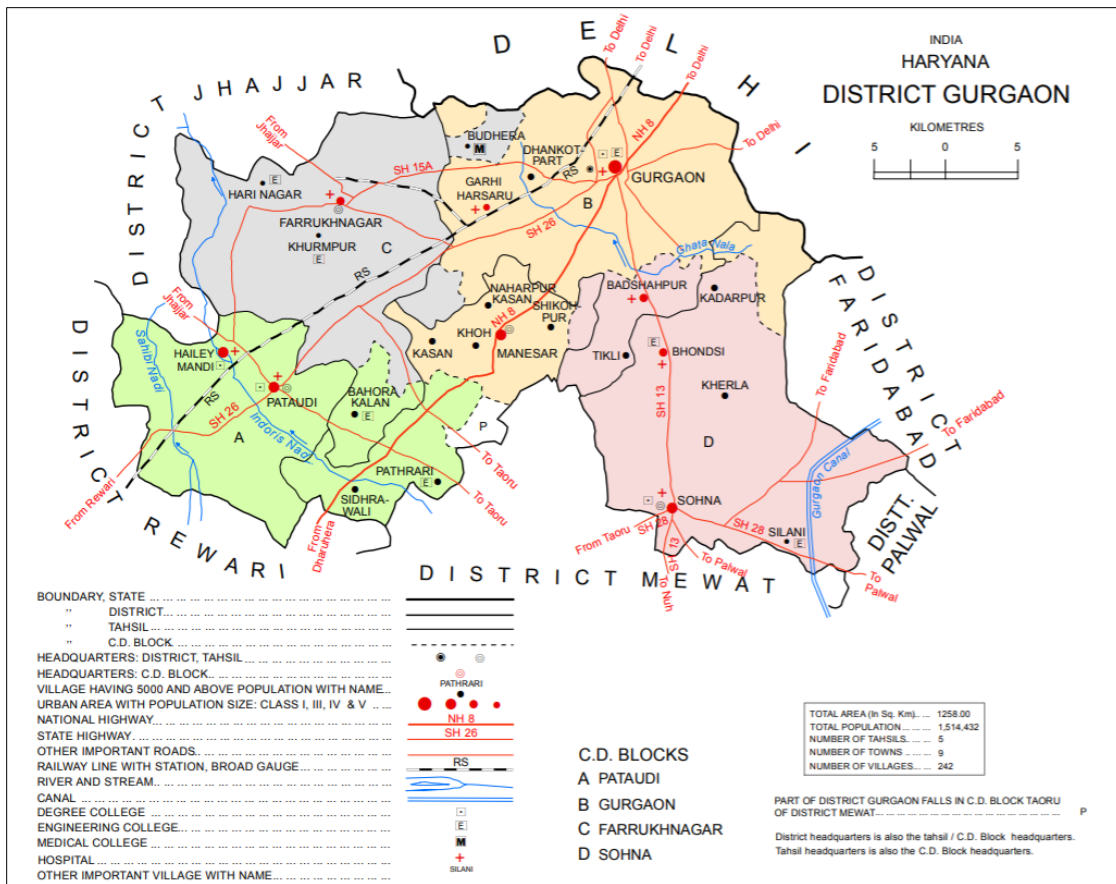 INDIA
HARYANA
DISTRICT GURGAON
KILOMETRES
5 0 5
D E L H I
DISTRICT JHAJJAR
DISTRICT REWARI
DISTRICT MEWAT
DISTRICT FARIDABAD
DISTT. PALWAL
To Delhi
To Delhi
To Delhi
To Delhi
From Jhajjar
From Jhajjar
BUDHERA
M
DHANKOT-PART
E
GURGAON
NH 8
RS
SH 15A
B
GARHI HARSARU
SH 26
HARI NAGAR
E
FARRUKHNAGAR
KHURMPUR
E
C
RS
Ghata Nala
BADSHAHPUR
KADARPUR
NAHARPUR KASAN
SHIKOH-PUR
NH 8
KHOH
MANESAR
KASAN
TIKLI
E
BHONDSI
KHERLA
SH 13
D
To Faridabad
To Faridabad
Gurgaon Canal
Sahibi Nadi
HAILEY MANDI
RS
PATAUDI
SH 26
A
Indoris Nadi
BAHORA KALAN
E
P
PATHRARI
E
SIDHRA-WALI
To Taoru
To Taoru
From Rewari
From Dharuhera
SOHNA
From Taoru
SH 28
SH 13
To Nuh
To Palwal
SH 28
SILANI
E
To Palwal
BOUNDARY, STATE
,, DISTRICT
,, TAHSIL
,, C.D. BLOCK
HEADQUARTERS: DISTRICT, TAHSIL
HEADQUARTERS: C.D. BLOCK
VILLAGE HAVING 5000 AND ABOVE POPULATION WITH NAME PATHRARI
URBAN AREA WITH POPULATION SIZE: CLASS I, III, IV & V
NATIONAL HIGHWAY NH 8
STATE HIGHWAY SH 26
OTHER IMPORTANT ROADS
RAILWAY LINE WITH STATION, BROAD GAUGE RS
RIVER AND STREAM
CANAL
DEGREE COLLEGE
ENGINEERING COLLEGE E
MEDICAL COLLEGE M
HOSPITAL
OTHER IMPORTANT VILLAGE WITH NAME SILANI
C.D. BLOCKS
A PATAUDI
B GURGAON
C FARRUKHNAGAR
D SOHNA
TOTAL AREA (In Sq. Km) 1258.00
TOTAL POPULATION 1,514,432
NUMBER OF TAHSILS 5
NUMBER OF TOWNS 9
NUMBER OF VILLAGES 242
PART OF DISTRICT GURGAON FALLS IN C.D. BLOCK TAORU
OF DISTRICT MEWAT P
District headquarters is also the tahsil / C.D. Block headquarters.
Tahsil headquarters is also the C.D. Block headquarters.